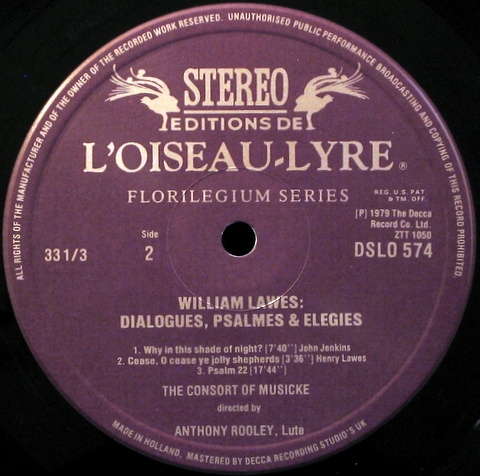 ALL RIGHTS OF THE MANUFACTURER AND OF THE OWNER OF THE RECORDED WORK RESERVED. UNAUTHORISED PUBLIC PERFORMANCE BROADCASTING AND COPYING OF THIS RECORD PROHIBITED.
STEREO
EDITIONS DE
L'OISEAU-LYRE®
FLORILEGIUM SERIES
REG. U.S. PAT
& TM. OFF.
[P] 1979 The Decca
Record Co. Ltd.
ZTT 1050
33 1/3
Side
2
DSLO 574
WILLIAM LAWES:
DIALOGUES, PSALMES & ELEGIES
1. Why in this shade of night? [7'40''] John Jenkins
2. Cease, O cease ye jolly shepherds [3'36''] Henry Lawes
3. Psalm 22 [17'44'']
THE CONSORT OF MUSICKE
directed by
ANTHONY ROOLEY, Lute
MADE IN HOLLAND. MASTERED BY DECCA RECORDING STUDIO'S UK